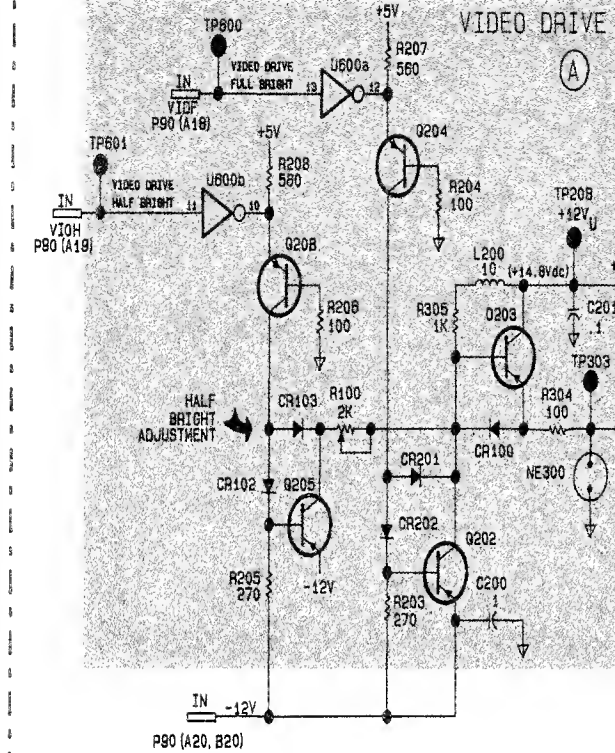 +5V
VIDEO DRIVE
A
TP600
R207
560
IN
VIDF
P90 (A18)
VIDEO DRIVE
FULL BRIGHT
13
U600a
12
TP601
+5V
R208
560
Q204
R204
100
IN
VIDH
P90 (A19)
VIDEO DRIVE
HALF BRIGHT
11
U600b
10
TP208
+12V
U
Q208
L200
10
(+14.8Vdc)
R206
100
R305
1K
Q203
C201
.1
TP303
HALF
BRIGHT
ADJUSTMENT
CR103
R100
2K
R304
100
CR100
NE300
CR201
CR102
Q205
CR202
Q202
R205
270
-12V
R203
270
C200
.1
IN
-12V
P90 (A20, B20)